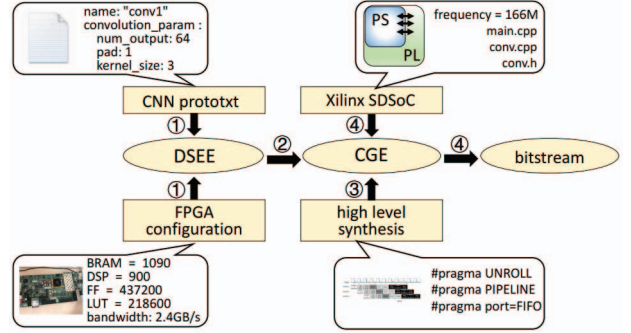 name: "conv1"
convolution_param :
num_output: 64
pad: 1
kernel_size: 3
PS
PL
frequency = 166M
main.cpp
conv.cpp
conv.h
CNN prototxt
Xilinx SDSoC
①
④
DSEE
②
CGE
④
bitstream
①
③
FPGA
configuration
high level
synthesis
BRAM = 1090
DSP = 900
FF = 437200
LUT = 218600
bandwidth: 2.4GB/s
#pragma UNROLL
#pragma PIPELINE
#pragma port=FIFO